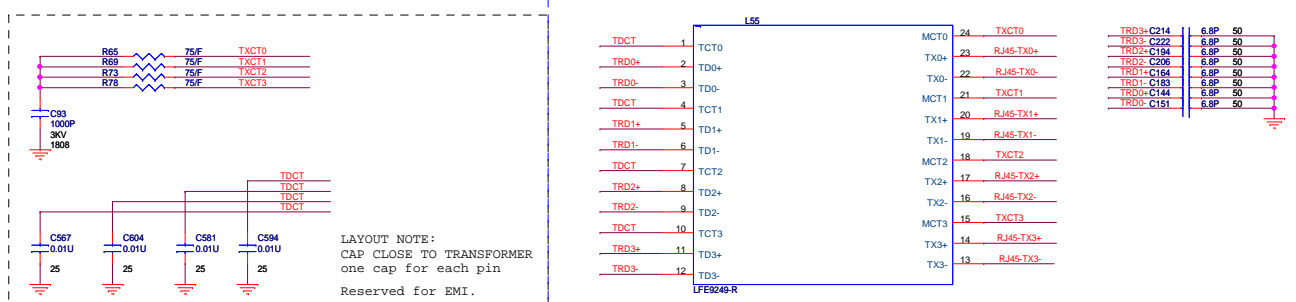 R65 75/F TXCT0
R69 75/F TXCT1
R73 75/F TXCT2
R78 75/F TXCT3
C93
1000P
3KV
1808
TDCT
TDCT
TDCT
TDCT
C567 C604 C581 C594
0.01U 0.01U 0.01U 0.01U
25 25 25 25
LAYOUT NOTE:
CAP CLOSE TO TRANSFORMER
one cap for each pin
Reserved for EMI.
L55
TDCT 1 TCT0 MCT0 24 TXCT0
TRD0+ 2 TD0+ TX0+ 23 RJ45-TX0+
TRD0- 3 TD0- TX0- 22 RJ45-TX0-
TDCT 4 TCT1 MCT1 21 TXCT1
TRD1+ 5 TD1+ TX1+ 20 RJ45-TX1+
TRD1- 6 TD1- TX1- 19 RJ45-TX1-
TDCT 7 TCT2 MCT2 18 TXCT2
TRD2+ 8 TD2+ TX2+ 17 RJ45-TX2+
TRD2- 9 TD2- TX2- 16 RJ45-TX2-
TDCT 10 TCT3 MCT3 15 TXCT3
TRD3+ 11 TD3+ TX3+ 14 RJ45-TX3+
TRD3- 12 TD3- TX3- 13 RJ45-TX3-
LFE9249-R
TRD3+ C214 6.8P 50
TRD3- C222 6.8P 50
TRD2+ C194 6.8P 50
TRD2- C206 6.8P 50
TRD1+ C164 6.8P 50
TRD1- C183 6.8P 50
TRD0+ C144 6.8P 50
TRD0- C151 6.8P 50